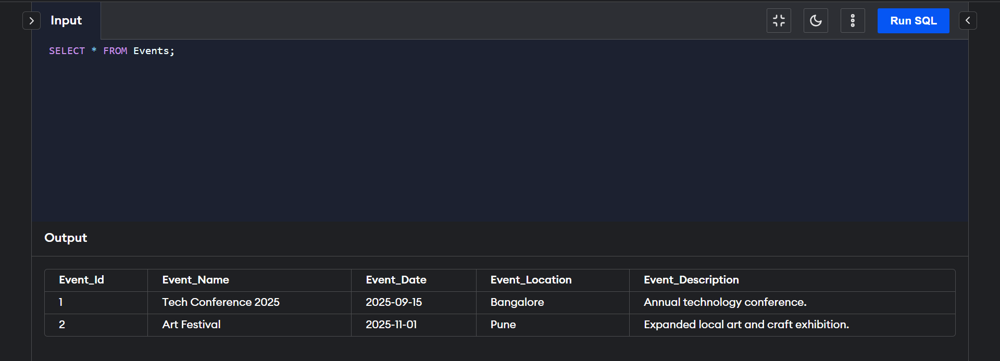 Input
Run SQL
SELECT * FROM Events;
Output
Event_Id Event_Name Event_Date Event_Location Event_Description
1 Tech Conference 2025 2025-09-15 Bangalore Annual technology conference.
2 Art Festival 2025-11-01 Pune Expanded local art and craft exhibition.